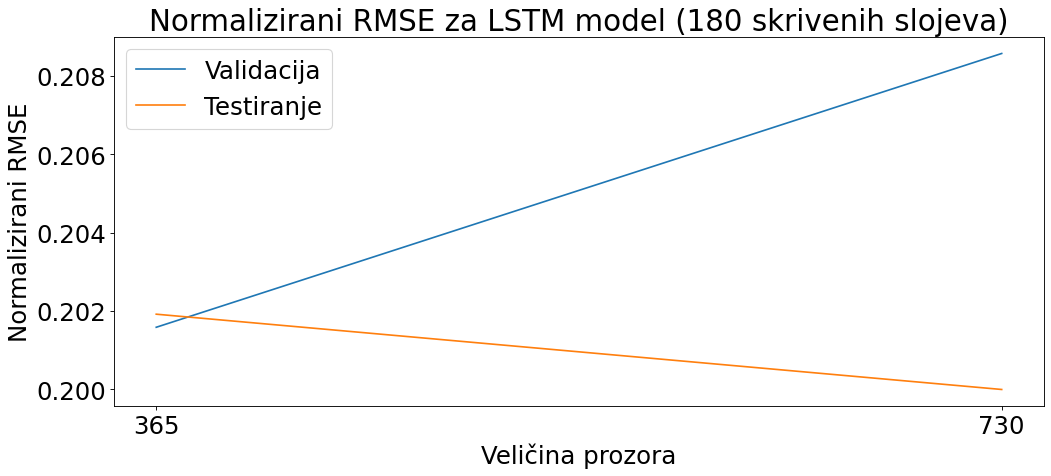 Normalizirani RMSE za LSTM model (180 skrivenih slojeva)
Validacija
Testiranje
Normalizirani RMSE
0.208
0.206
0.204
0.202
0.200
365
730
Veličina prozora